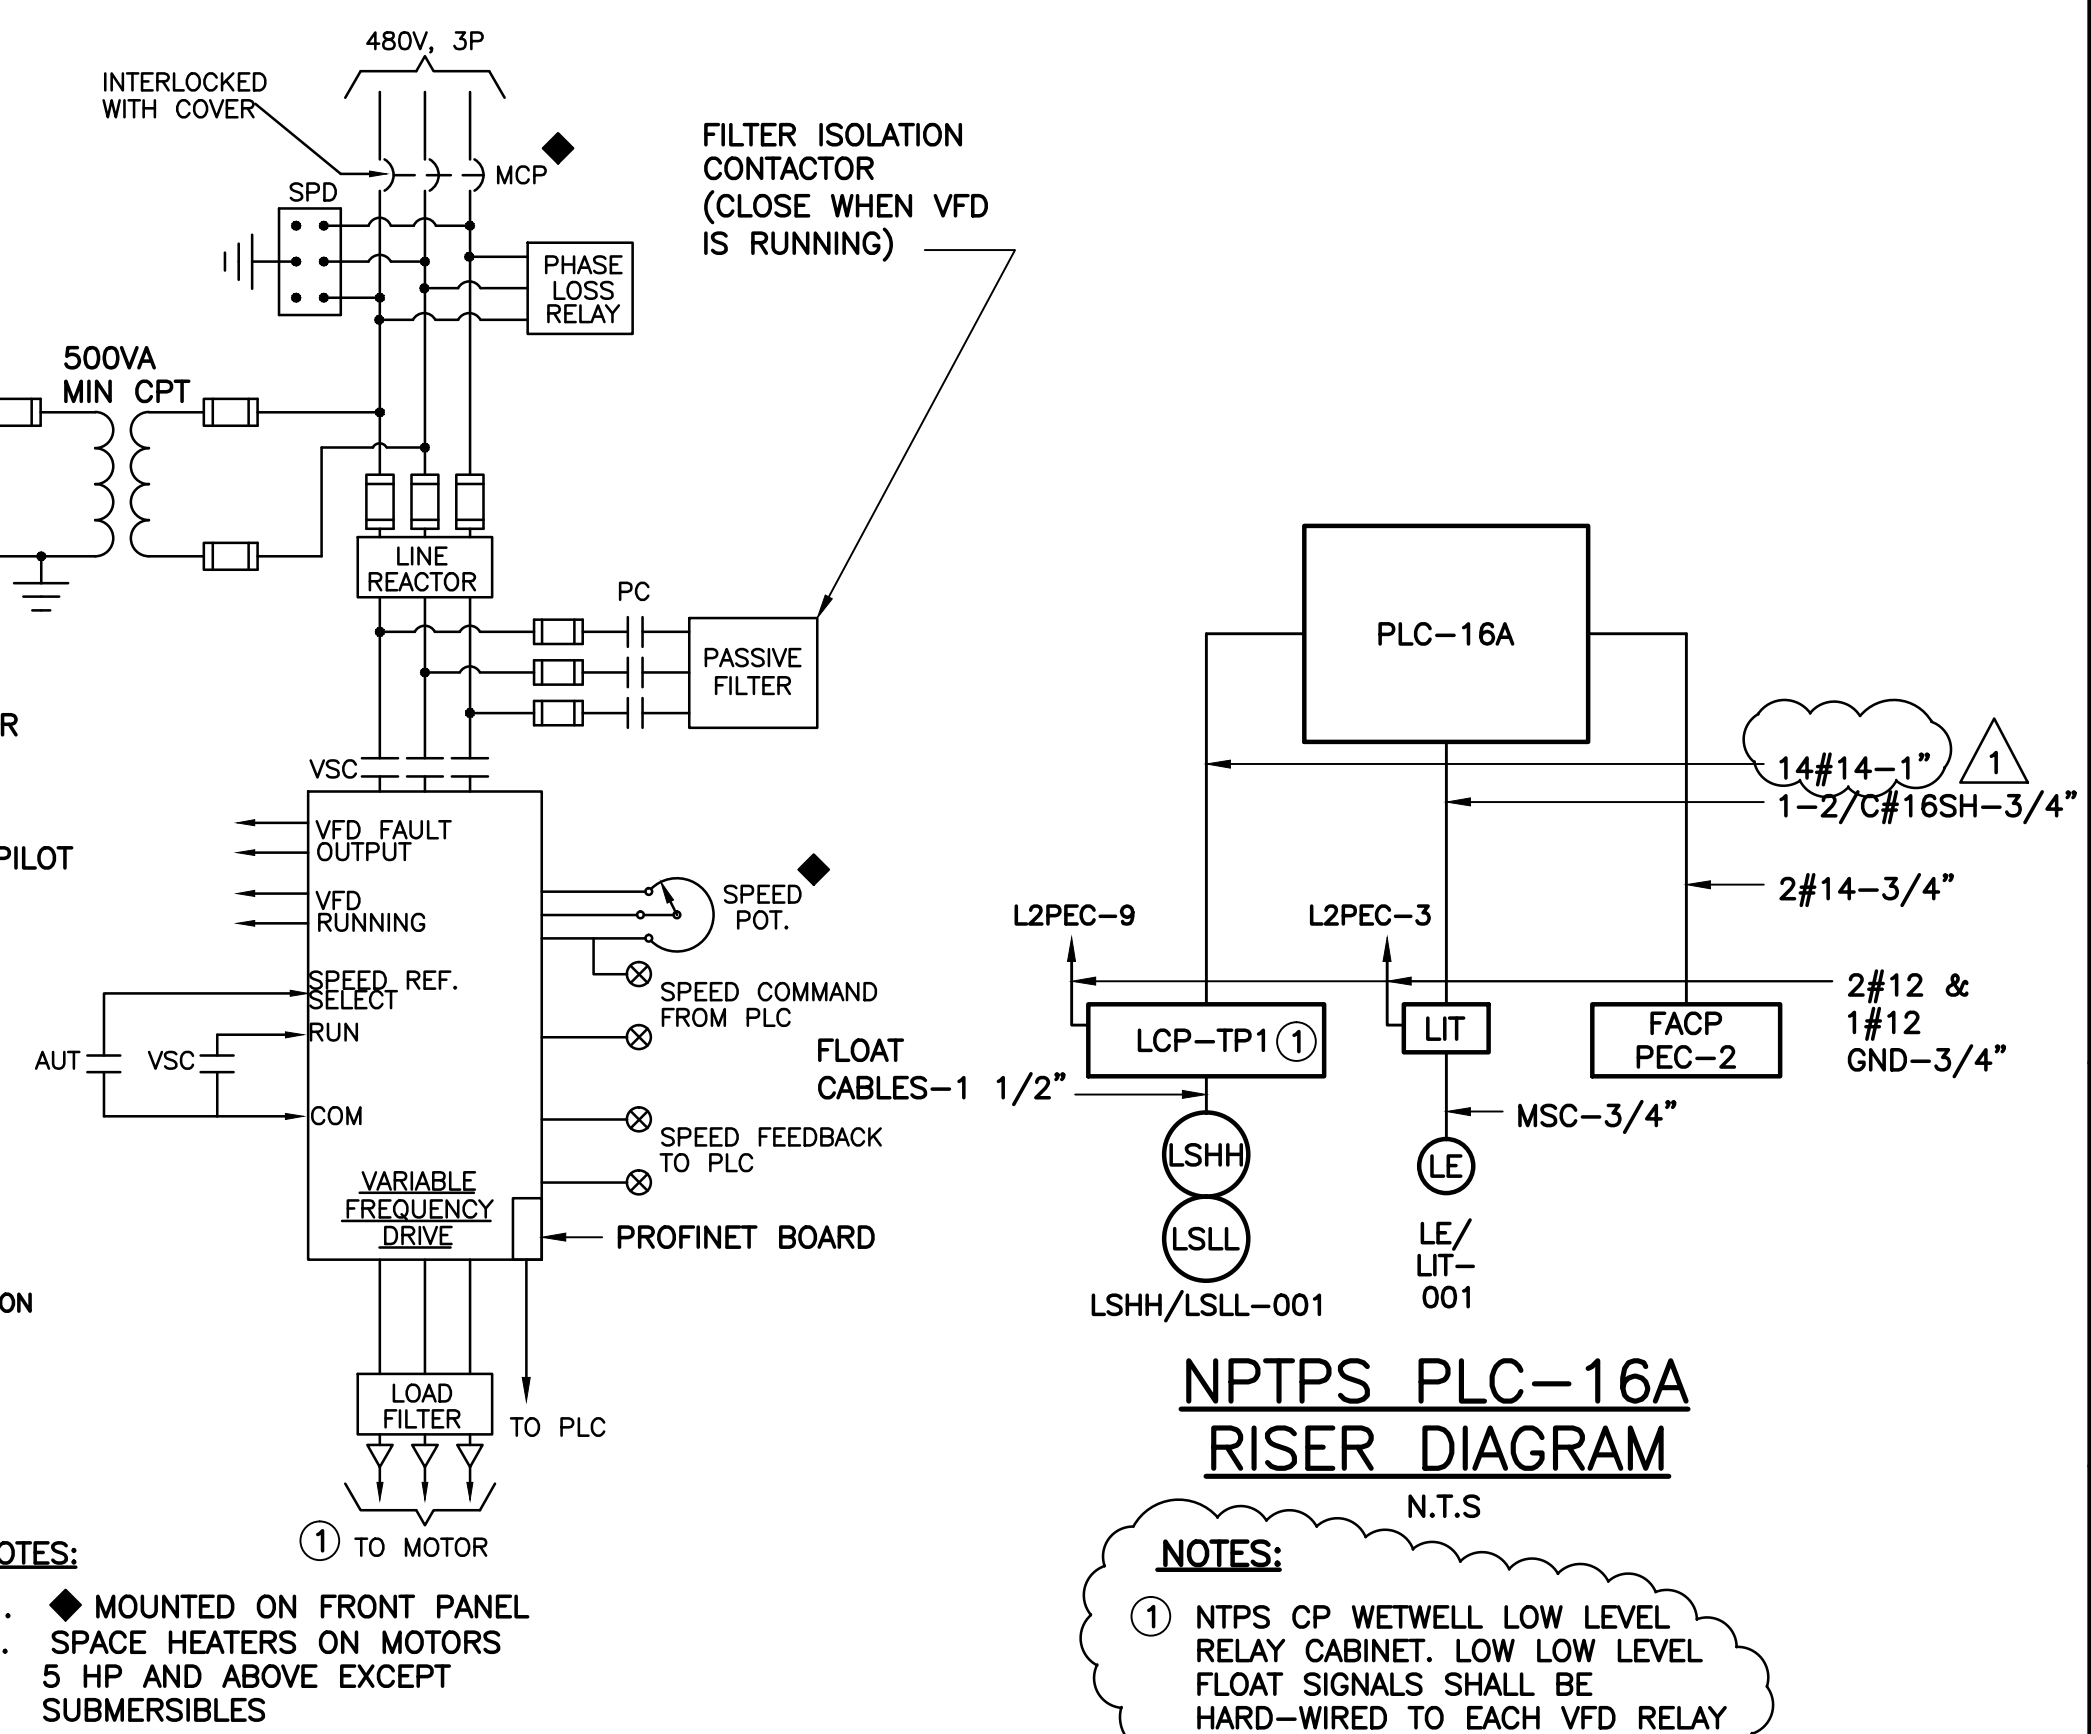 480V, 3P
INTERLOCKED
WITH COVER
MCP
SPD
PHASE
LOSS
RELAY
FILTER ISOLATION
CONTACTOR
(CLOSE WHEN VFD
IS RUNNING)
500VA
MIN CPT
LINE
REACTOR
PC
PASSIVE
FILTER
R
VSC
PILOT
VFD FAULT
OUTPUT
VFD
RUNNING
SPEED REF.
SELECT
RUN
AUT
VSC
COM
SPEED
POT.
SPEED COMMAND
FROM PLC
SPEED FEEDBACK
TO PLC
VARIABLE
FREQUENCY
DRIVE
PROFINET BOARD
ON
LOAD
FILTER
TO PLC
1 TO MOTOR
OTES:
. MOUNTED ON FRONT PANEL
. SPACE HEATERS ON MOTORS
5 HP AND ABOVE EXCEPT
SUBMERSIBLES
PLC-16A
14#14-1"
1
1-2/C#16SH-3/4"
2#14-3/4"
L2PEC-9
L2PEC-3
2#12 &
1#12
GND-3/4"
LCP-TP1 1
LIT
FACP
PEC-2
FLOAT
CABLES-1 1/2"
MSC-3/4"
LSHH
LSLL
LE
LSHH/LSLL-001
LE/
LIT-
001
NPTPS PLC-16A
RISER DIAGRAM
N.T.S
NOTES:
1 NTPS CP WETWELL LOW LEVEL
RELAY CABINET. LOW LOW LEVEL
FLOAT SIGNALS SHALL BE
HARD-WIRED TO EACH VFD RELAY